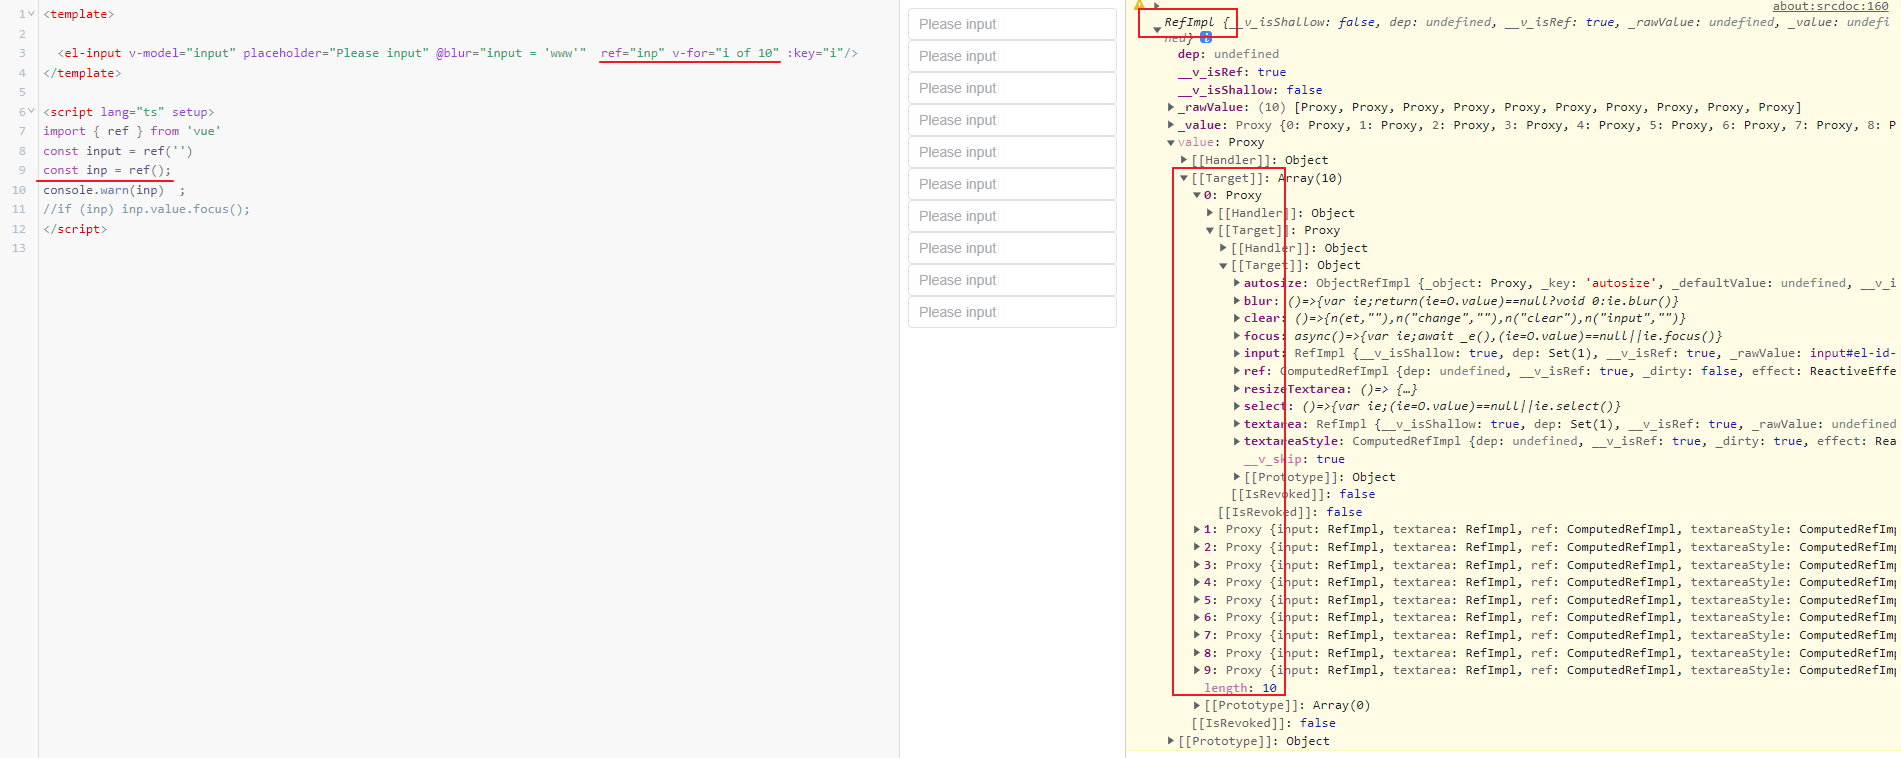 1 <template>
2
3 <el-input v-model="input" placeholder="Please input" @blur="input = 'www'" ref="inp" v-for="i of 10" :key="i"/>
4 </template>
5
6 <script lang="ts" setup>
7 import { ref } from 'vue'
8 const input = ref('')
9 const inp = ref();
10 console.warn(inp) ;
11 //if (inp) inp.value.focus();
12 </script>
13
Please input
Please input
Please input
Please input
Please input
Please input
Please input
Please input
Please input
Please input
about:srcdoc:160
RefImpl {__v_isShallow: false, dep: undefined, __v_isRef: true, _rawValue: undefined, _value: undefi
ned} i
dep: undefined
__v_isRef: true
__v_isShallow: false
_rawValue: (10) [Proxy, Proxy, Proxy, Proxy, Proxy, Proxy, Proxy, Proxy, Proxy, Proxy]
_value: Proxy {0: Proxy, 1: Proxy, 2: Proxy, 3: Proxy, 4: Proxy, 5: Proxy, 6: Proxy, 7: Proxy, 8: P
value: Proxy
[[Handler]]: Object
[[Target]]: Array(10)
0: Proxy
[[Handler]]: Object
[[Target]]: Proxy
[[Handler]]: Object
[[Target]]: Object
autosize: ObjectRefImpl {_object: Proxy, _key: 'autosize', _defaultValue: undefined, __v_i
blur: ()=>{var ie;return(ie=O.value)==null?void 0:ie.blur()}
clear: ()=>{n(et,""),n("change",""),n("clear"),n("input","")}
focus: async()=>{var ie;await _e(),(ie=O.value)==null||ie.focus()}
input: RefImpl {__v_isShallow: true, dep: Set(1), __v_isRef: true, _rawValue: input#el-id-
ref: ComputedRefImpl {dep: undefined, __v_isRef: true, _dirty: false, effect: ReactiveEffe
resizeTextarea: ()=> {…}
select: ()=>{var ie;(ie=O.value)==null||ie.select()}
textarea: RefImpl {__v_isShallow: true, dep: Set(1), __v_isRef: true, _rawValue: undefined
textareaStyle: ComputedRefImpl {dep: undefined, __v_isRef: true, _dirty: true, effect: Rea
__v_skip: true
[[Prototype]]: Object
[[IsRevoked]]: false
[[IsRevoked]]: false
1: Proxy {input: RefImpl, textarea: RefImpl, ref: ComputedRefImpl, textareaStyle: ComputedRefImp
2: Proxy {input: RefImpl, textarea: RefImpl, ref: ComputedRefImpl, textareaStyle: ComputedRefImp
3: Proxy {input: RefImpl, textarea: RefImpl, ref: ComputedRefImpl, textareaStyle: ComputedRefImp
4: Proxy {input: RefImpl, textarea: RefImpl, ref: ComputedRefImpl, textareaStyle: ComputedRefImp
5: Proxy {input: RefImpl, textarea: RefImpl, ref: ComputedRefImpl, textareaStyle: ComputedRefImp
6: Proxy {input: RefImpl, textarea: RefImpl, ref: ComputedRefImpl, textareaStyle: ComputedRefImp
7: Proxy {input: RefImpl, textarea: RefImpl, ref: ComputedRefImpl, textareaStyle: ComputedRefImp
8: Proxy {input: RefImpl, textarea: RefImpl, ref: ComputedRefImpl, textareaStyle: ComputedRefImp
9: Proxy {input: RefImpl, textarea: RefImpl, ref: ComputedRefImpl, textareaStyle: ComputedRefImp
length: 10
[[Prototype]]: Array(0)
[[IsRevoked]]: false
[[Prototype]]: Object